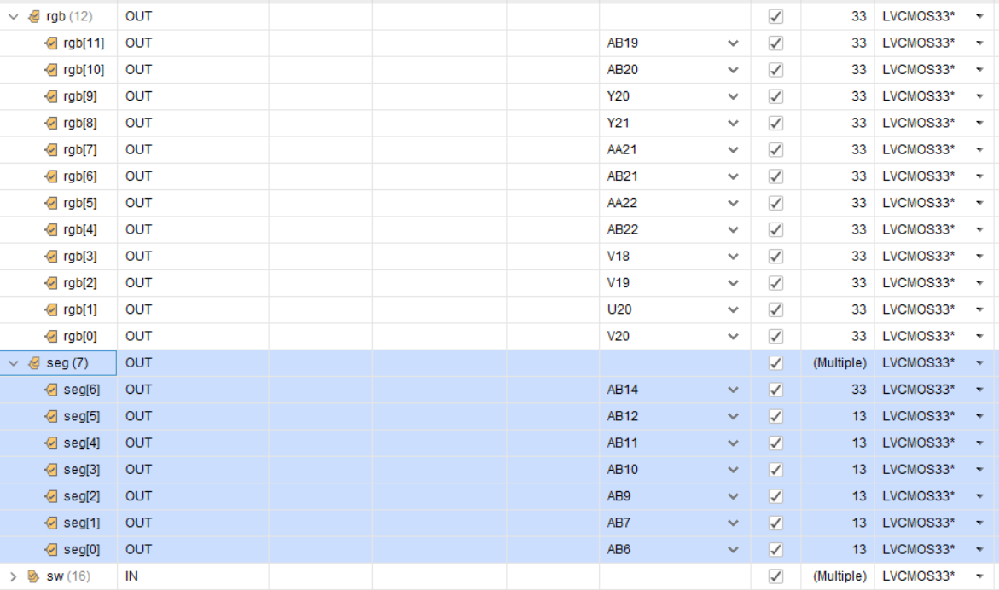 rgb (12) OUT 33 LVCMOS33*
rgb[11] OUT AB19 33 LVCMOS33*
rgb[10] OUT AB20 33 LVCMOS33*
rgb[9] OUT Y20 33 LVCMOS33*
rgb[8] OUT Y21 33 LVCMOS33*
rgb[7] OUT AA21 33 LVCMOS33*
rgb[6] OUT AB21 33 LVCMOS33*
rgb[5] OUT AA22 33 LVCMOS33*
rgb[4] OUT AB22 33 LVCMOS33*
rgb[3] OUT V18 33 LVCMOS33*
rgb[2] OUT V19 33 LVCMOS33*
rgb[1] OUT U20 33 LVCMOS33*
rgb[0] OUT V20 33 LVCMOS33*
seg (7) OUT (Multiple) LVCMOS33*
seg[6] OUT AB14 33 LVCMOS33*
seg[5] OUT AB12 13 LVCMOS33*
seg[4] OUT AB11 13 LVCMOS33*
seg[3] OUT AB10 13 LVCMOS33*
seg[2] OUT AB9 13 LVCMOS33*
seg[1] OUT AB7 13 LVCMOS33*
seg[0] OUT AB6 13 LVCMOS33*
sw (16) IN (Multiple) LVCMOS33*